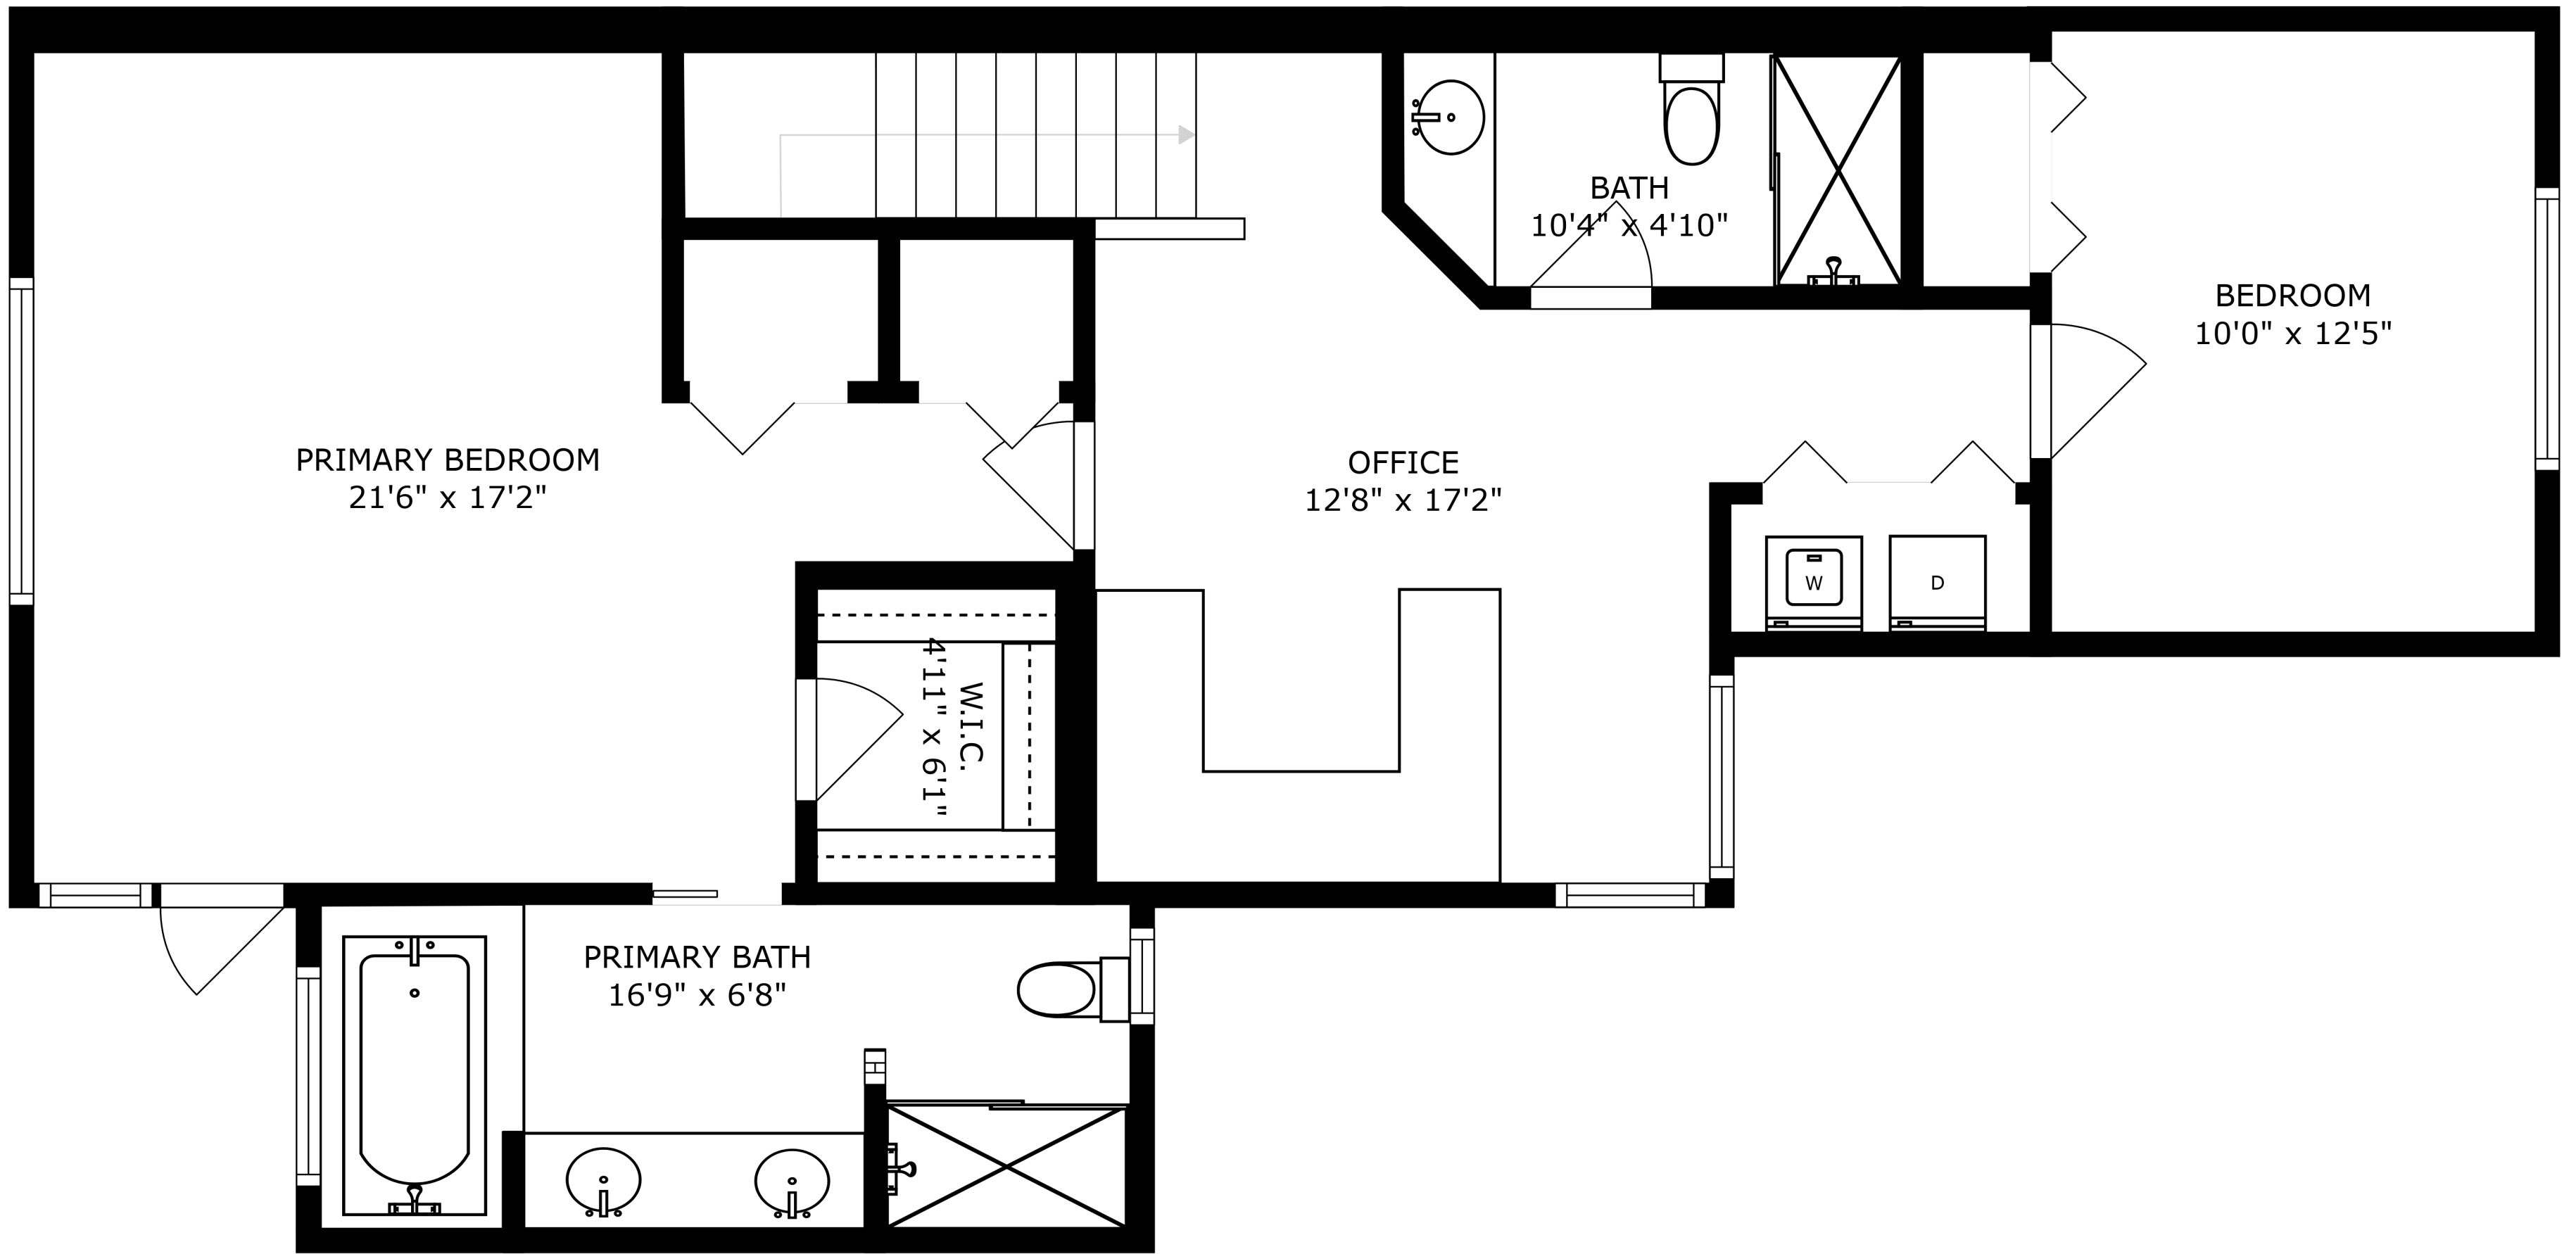 BATH
10'4" x 4'10"
BEDROOM
10'0" x 12'5"
PRIMARY BEDROOM
21'6" x 17'2"
OFFICE
12'8" x 17'2"
W
D
W.I.C.
4'11" x 6'1"
PRIMARY BATH
16'9" x 6'8"